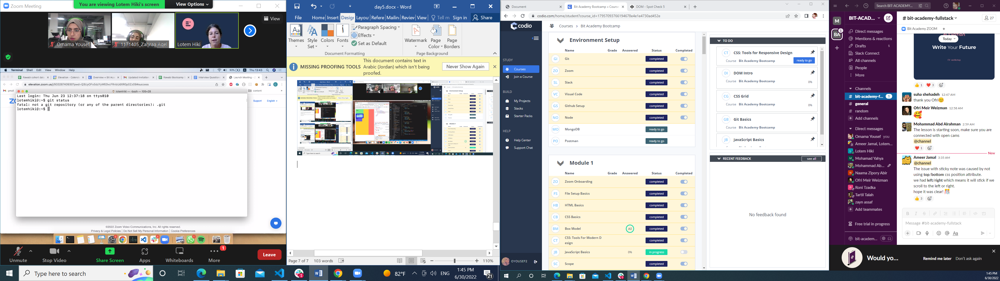 Zoom Meeting
You are viewing Lotem Hiki's screen
View Options
View
Omama Yousef
1171405_Zahraa Aqel
Lotem Hiki
Terminal Shell Edit View Window Help
93%
Thu 13:43
Rawabi cohort data
Elevation - Calenda
Overview « Bit Aca
Updated invitation
Rawabi Bootcamp
Interview Question
Launch Meeting - Z
elevation.zoom.us/j/93328740930?pwd=Q3UyOFo5dzYyWE0vcFRnbUdXR0p0Zz09#success
gmail
content
lotemhiki — -bash — 105×28
Last login: Thu Jun 23 12:37:18 on ttys010
lotemhiki@:~$ git status
fatal: not a git repository (or any of the parent directories): .git
lotemhiki@:~$
Support
English
©2022 Zoom Video Communications, Inc. All rights reserved.
Privacy & Legal Policies | Do Not Sell My Personal Information | Cookie Preferences
Unmute
Stop Video
Share Screen
Apps
Whiteboards
More
1
Leave
Type here to search
82°F
ENG
1:45 PM
6/30/2022
21
day5.docx - Word
File Home Insert Design Layou Refere Mailin Review View Tell m Sign in Share
Themes
Style Set
Colors
Fonts
Paragraph Spacing
Effects
Set as Default
Watermark
Page Color
Page Borders
Document Formatting
Page Background
MISSING PROOFING TOOLS
This document contains text in
Arabic (Jordan) which isn't being
proofed.
Never Show Again
Page 7 of 7
103 words
110%
Document
Bit Academy Bootcamp « Course
DOM - Spot Check 5
codio.com/home/student?course_id=17957093766194678e4e1e4730ad452e
codio
Courses > Bit Academy Bootcamp
STUDY
Courses
Join a Course
BUILD
My Projects
Stacks
Starter Packs
HELP
Help Center
Support Chat
OYOUSEF2
Environment Setup
Name Grade Answered Status Completed
GI Git completed
ZO Zoom completed
SL Slack completed
VC Visual Code completed
GS Github Setup completed
NO Node completed
MO MongoDB ready to go
PO Postman ready to go
Module 1
Name Grade Answered Status Completed
ZO Zoom Onboarding completed
FS File Setup Basics completed
HB HTML Basics completed
CB CSS Basics completed
BM Box Model All completed
CT CSS: Tools For Modern D
esign completed
JB JavaScript Basics 0% in progress
SC Scope completed
TO DO
CT CSS: Tools for Responsive Design
Course Bit Academy Bootcamp ready to go
DI DOM Intro
Course Bit Academy Bootcamp 0%
CG CSS Grid
Course Bit Academy Bootcamp 0%
GB Git Basics
Course Bit Academy Bootcamp
JB JavaScript Basics
RECENT FEEDBACK
see all
No feedback found
Search BIT-ACADEMY...
M
BA
1
BIT-ACAD...
Direct messages
Mentions & reactions
Drafts 1
Slack Connect
All channels
People
More
Channels
# bit-academy-f... 1
# general
# random
Add channels
Direct messages
Omama Yousef you
Ameer Jamal, Lotem...
Lotem Hiki
Mohamad Yahya
Mohammad Ab...
Naama Zipory Abir
Ofri Meir Weizman
Roni Tzadka
Tartil Talah
zayn assaf
Add teammates
Free trial in progress
bit-academ...
# bit-academy-fullstack
27
Bit Academy ZOOM
Today
Write Your Future
1
3
suha shehadeh 12:47 AM
thank you Ofri😊
Ofri Meir Weizman 12:58 AM
🥰
Mohammad Abd Alrahman 2:59 AM
The lesson is starting soon, make sure you are
connected with open cams
@channel
❤️ 1
New
Ameer Jamal 3:35 AM
@channel
The issue with sticky note was caused by not
using top/bottom css position attribute.
we had left/right which means it will stick if we
scroll to the left or right.
hope it was clear! 🎊
👍 3
Message #bit-academy-fullstack
Would yo...
Remind me later
Don't ask again
1:45 PM
6/30/2022